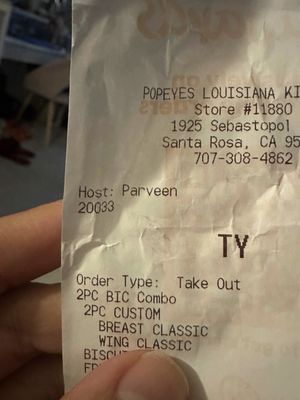 POPEYES LOUISIANA KI
Store #11880
1925 Sebastopol
Santa Rosa, CA 95
707-308-4862
Host: Parveen
20033
TY
Order Type: Take Out
2PC BIC Combo
2PC CUSTOM
BREAST CLASSIC
WING CLASSIC
BISCU